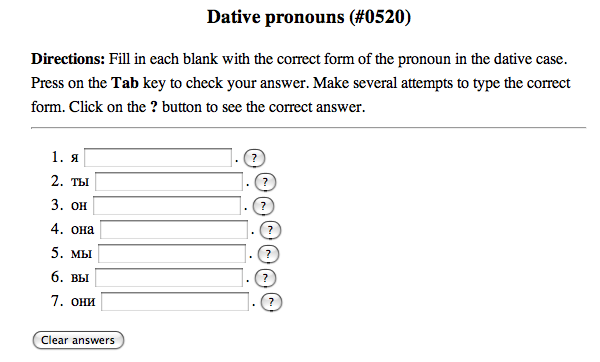 Dative pronouns (#0520)
Directions: Fill in each blank with the correct form of the pronoun in the dative case.
Press on the Tab key to check your answer. Make several attempts to type the correct
form. Click on the ? button to see the correct answer.
1. я . ?
2. ты . ?
3. он . ?
4. она . ?
5. мы . ?
6. вы . ?
7. они . ?
Clear answers